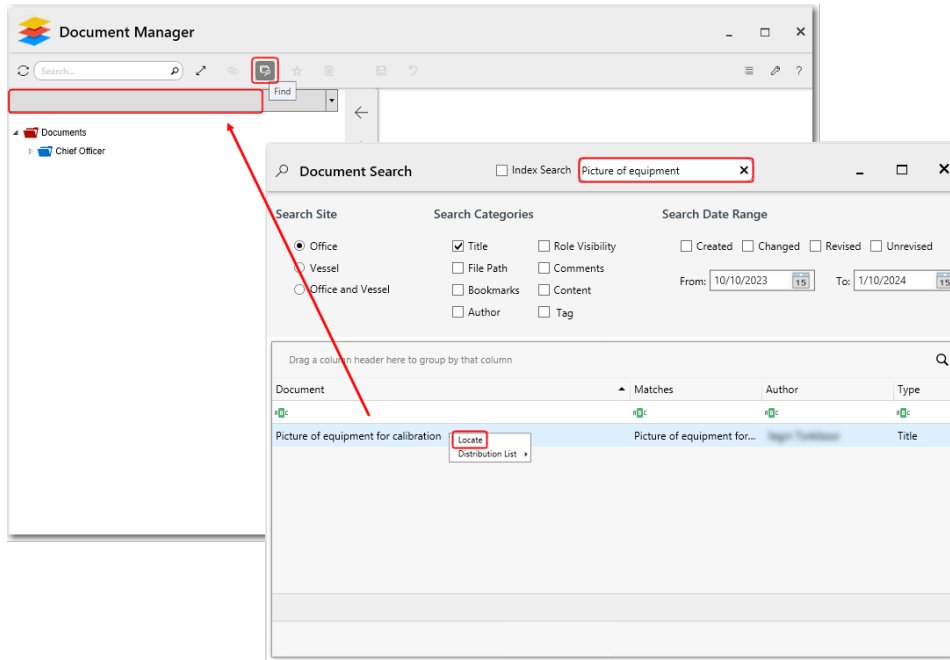 Document Manager
Search...
Find
Documents
Chief Officer
Document Search
Index Search
Picture of equipment
Search Site
Search Categories
Search Date Range
Office
Title
Role Visibility
Created
Changed
Revised
Unrevised
Vessel
File Path
Comments
Office and Vessel
Bookmarks
Content
From: 10/10/2023 15
To: 1/10/2024 15
Author
Tag
Drag a column header here to group by that column
Document
Matches
Author
Type
Picture of equipment for calibration
Picture of equipment for...
Title
Locate
Distribution List